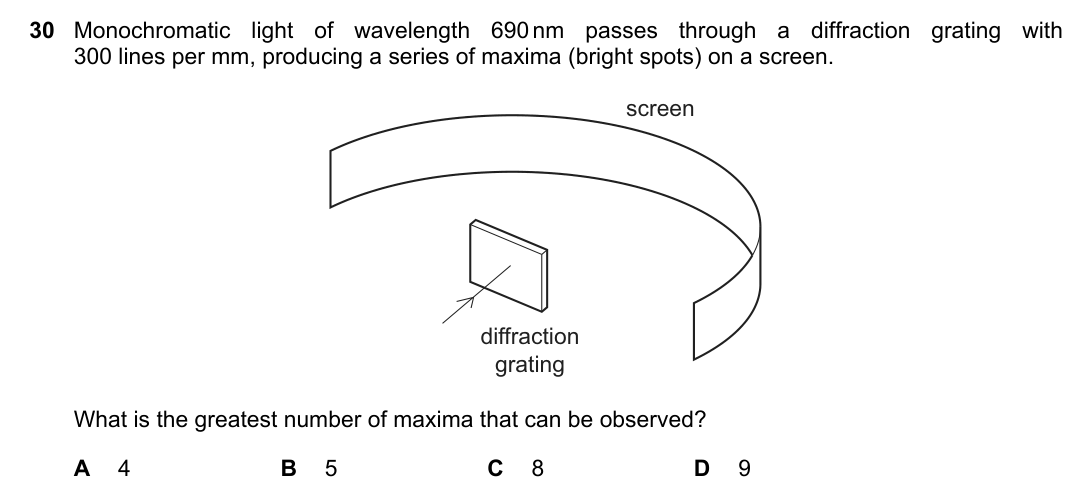 30 Monochromatic light of wavelength 690 nm passes through a diffraction grating with
300 lines per mm, producing a series of maxima (bright spots) on a screen.
screen
diffraction
grating
What is the greatest number of maxima that can be observed?
A 4 B 5 C 8 D 9